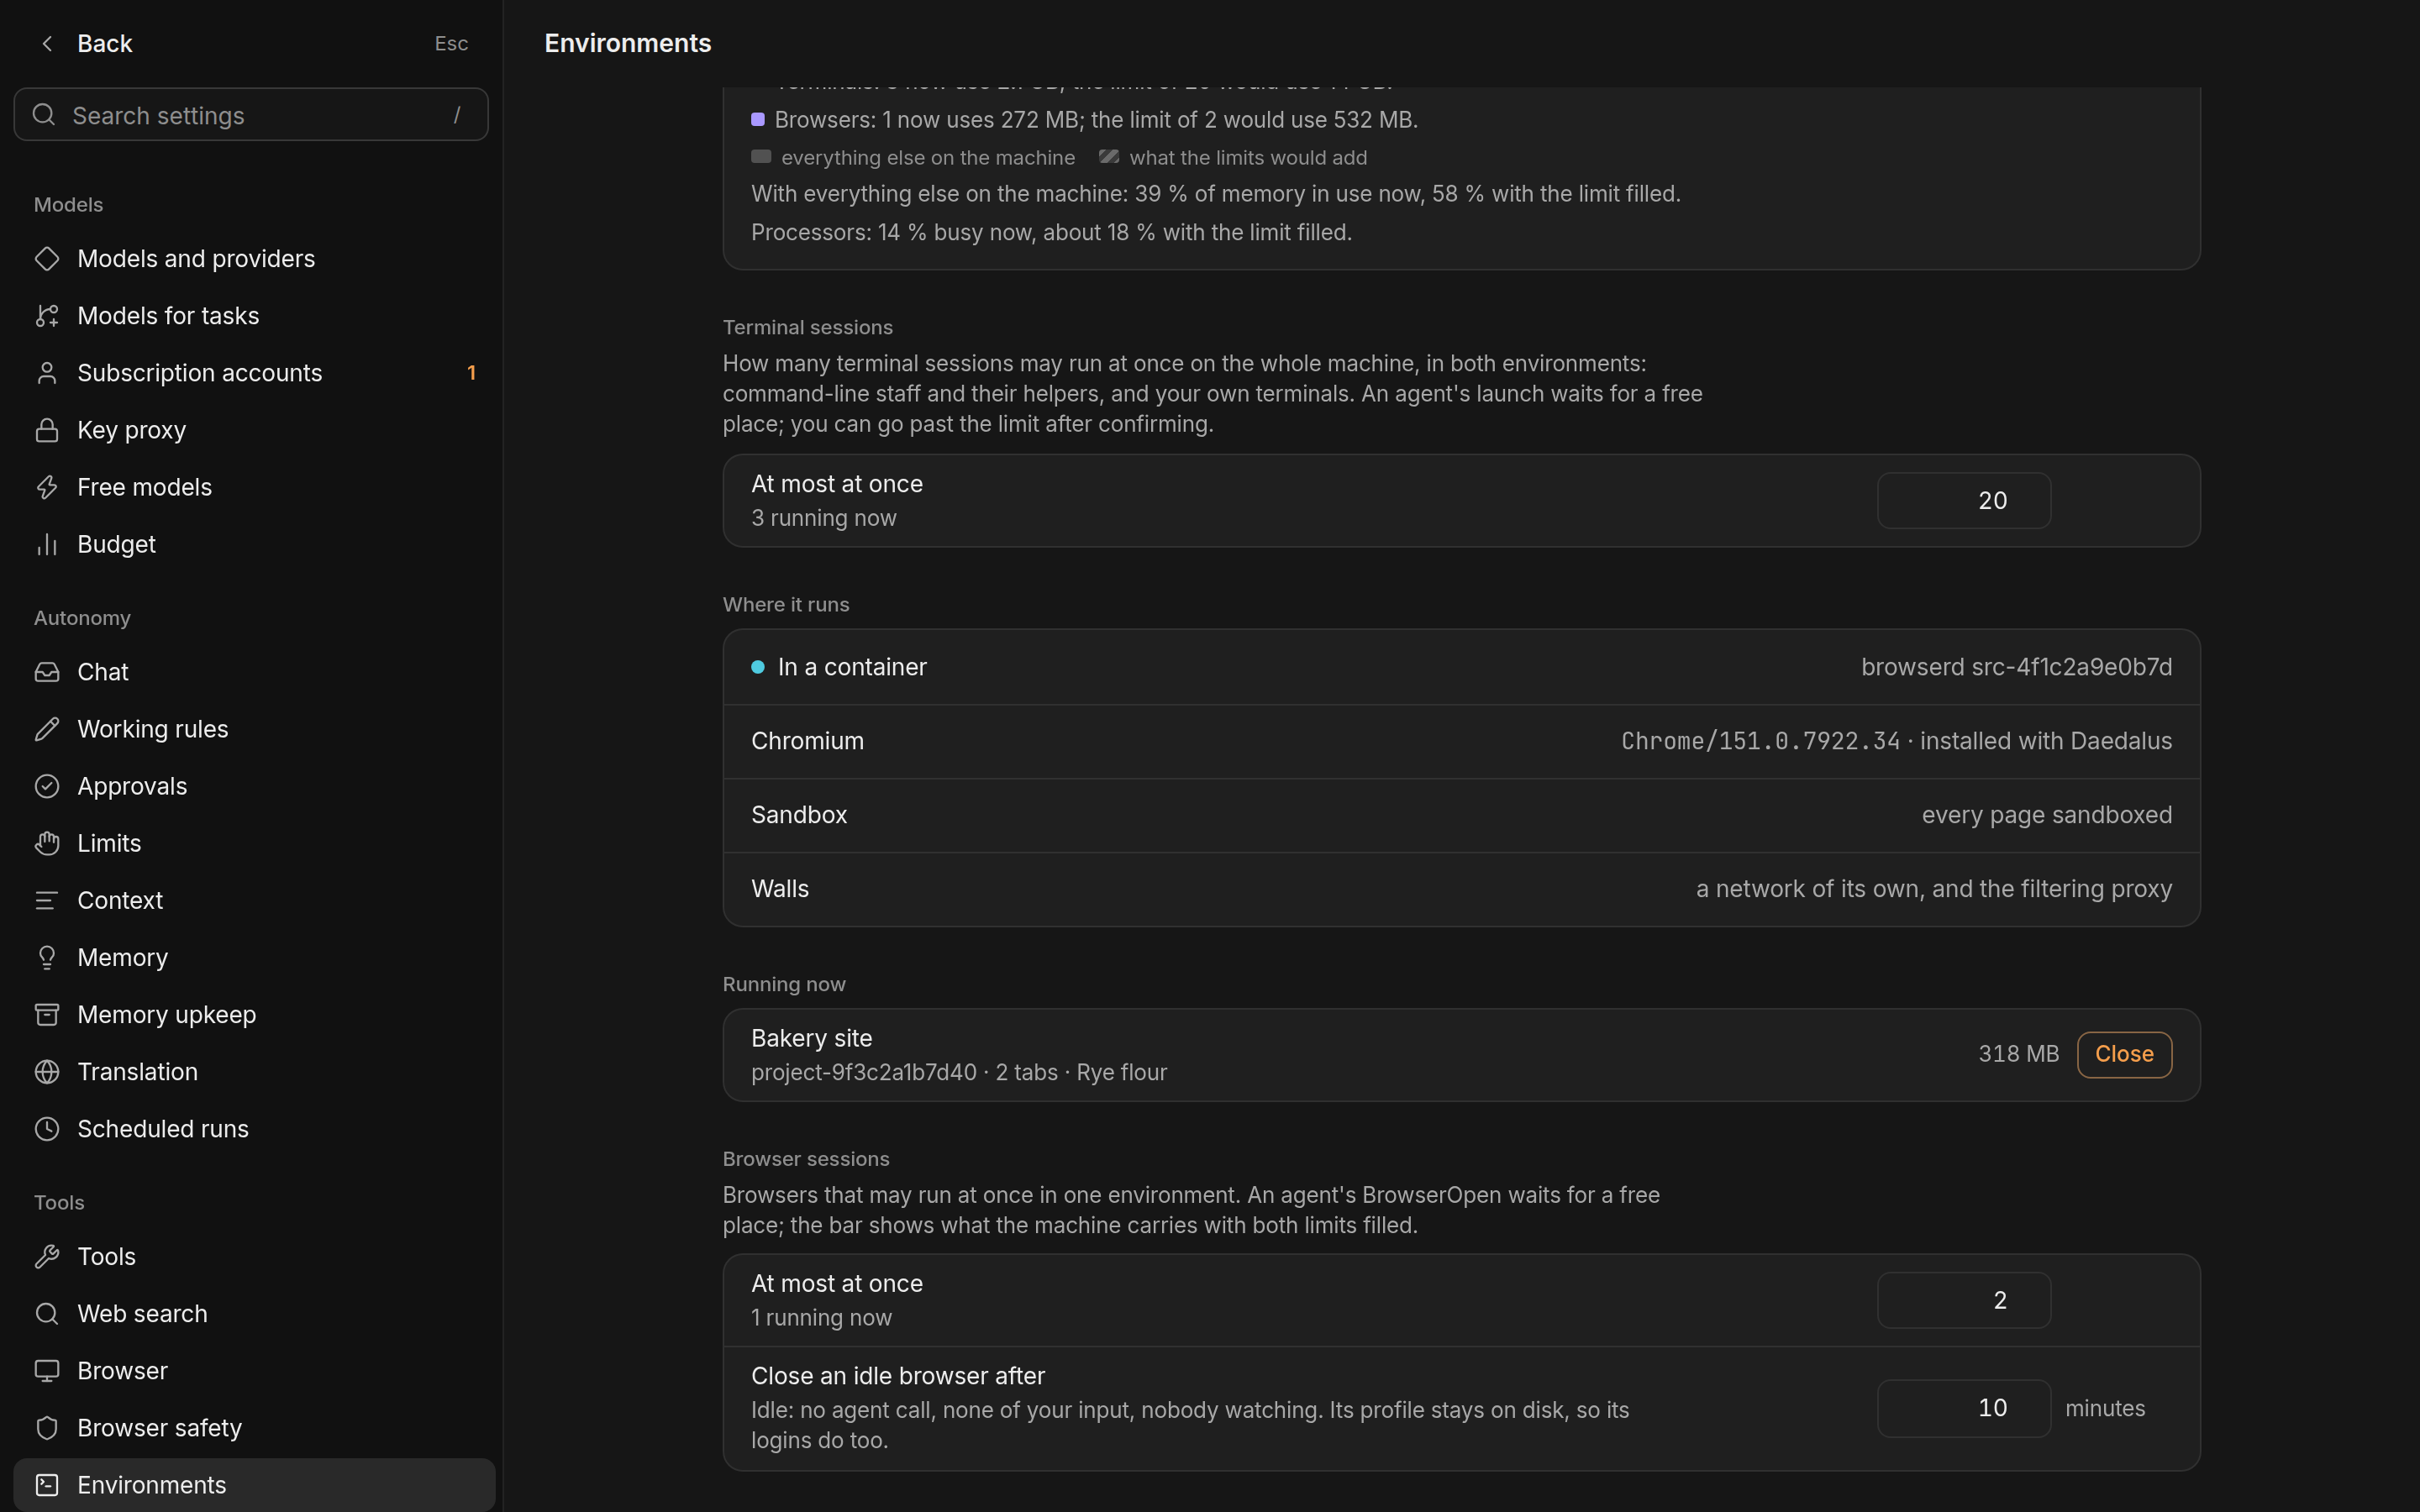 Back
Esc
Search settings
/
Models
Models and providers
Models for tasks
Subscription accounts
1
Key proxy
Free models
Budget
Autonomy
Chat
Working rules
Approvals
Limits
Context
Memory
Memory upkeep
Translation
Scheduled runs
Tools
Tools
Web search
Browser
Browser safety
Environments
Environments
Browsers: 1 now uses 272 MB; the limit of 2 would use 532 MB.
everything else on the machine
what the limits would add
With everything else on the machine: 39 % of memory in use now, 58 % with the limit filled.
Processors: 14 % busy now, about 18 % with the limit filled.
Terminal sessions
How many terminal sessions may run at once on the whole machine, in both environments:
command-line staff and their helpers, and your own terminals. An agent's launch waits for a free
place; you can go past the limit after confirming.
At most at once
20
3 running now
Where it runs
In a container
browserd src-4f1c2a9e0b7d
Chromium
Chrome/151.0.7922.34 · installed with Daedalus
Sandbox
every page sandboxed
Walls
a network of its own, and the filtering proxy
Running now
Bakery site
project-9f3c2a1b7d40 · 2 tabs · Rye flour
318 MB
Close
Browser sessions
Browsers that may run at once in one environment. An agent's BrowserOpen waits for a free
place; the bar shows what the machine carries with both limits filled.
At most at once
2
1 running now
Close an idle browser after
10 minutes
Idle: no agent call, none of your input, nobody watching. Its profile stays on disk, so its
logins do too.